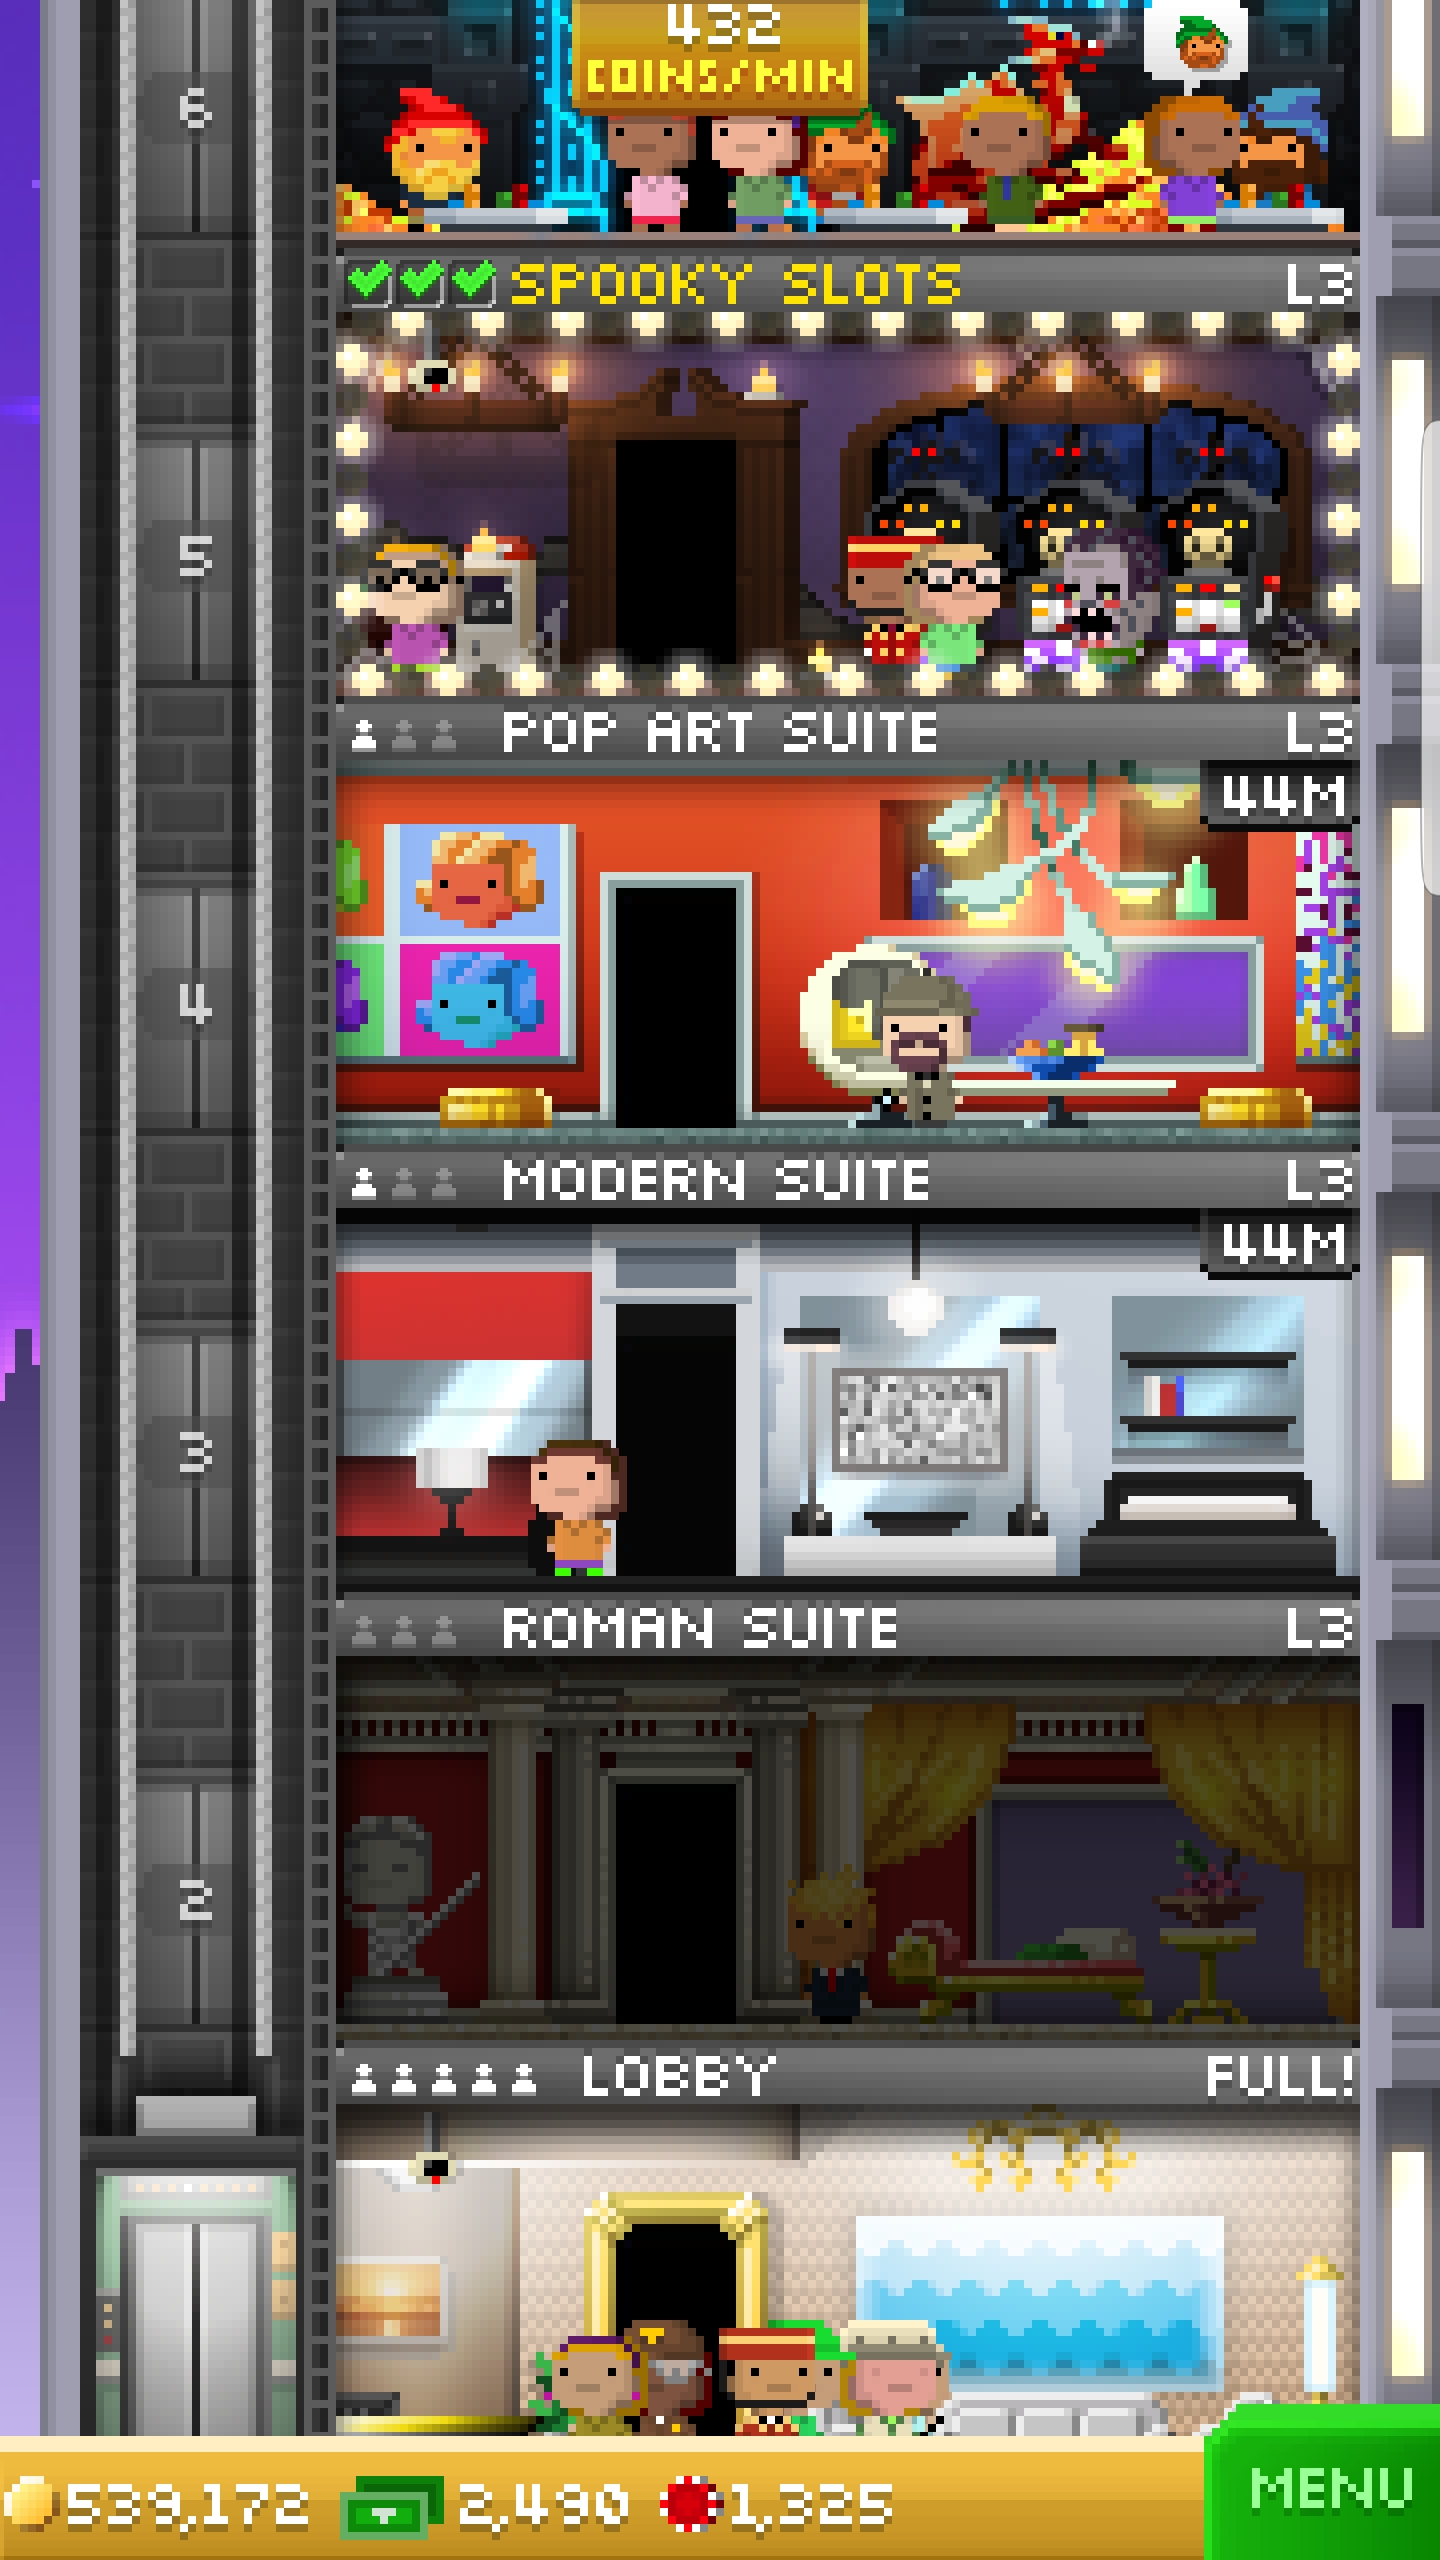 432
COINS/MIN
6
SPOOKY SLOTS L3
5
POP ART SUITE L3
44M
4
MODERN SUITE L3
44M
3
ROMAN SUITE L3
2
LOBBY FULL!
539,172 2,490 1,325 MENU